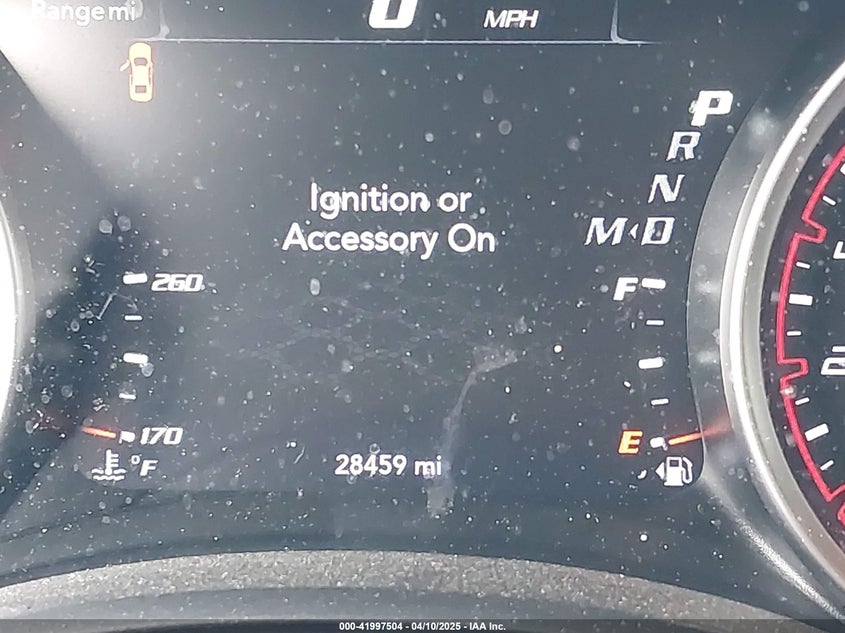 Range mi
0 MPH
P
R
N
Ignition or
Accessory On
M D
260
F
170
E
°F
28459 mi
000-41997504 - 04/10/2025 - IAA Inc.